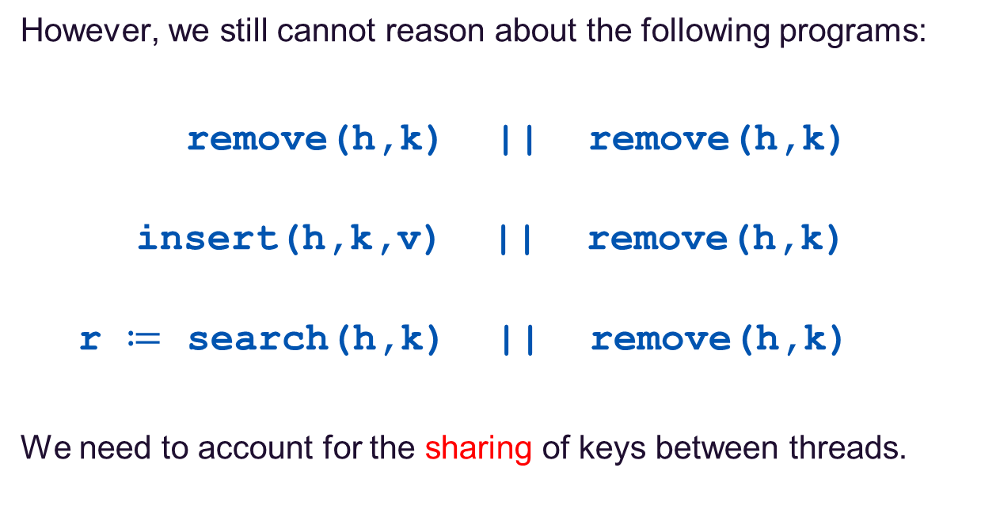 However, we still cannot reason about the following programs:
remove(h,k) || remove(h,k)
insert(h,k,v) || remove(h,k)
r ≔ search(h,k) || remove(h,k)
We need to account for the sharing of keys between threads.